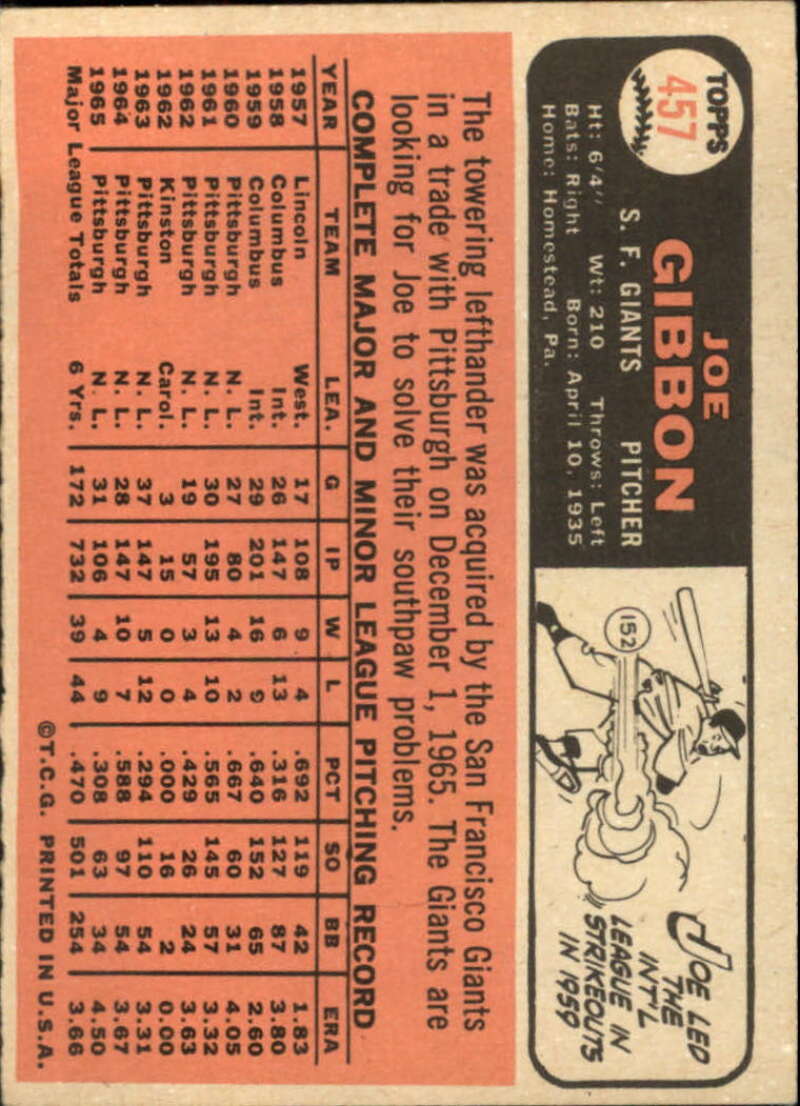 TOPPS
457
JOE
GIBBON
S. F. GIANTS PITCHER
Ht: 6'4" Wt: 210 Throws: Left
Bats: Right Born: April 10, 1935
Home: Homestead, Pa.
152
JOE LED
THE
INT'L
LEAGUE IN
STRIKEOUTS
IN 1959
The towering lefthander was acquired by the San Francisco Giants
in a trade with Pittsburgh on December 1, 1965. The Giants are
looking for Joe to solve their southpaw problems.
COMPLETE MAJOR AND MINOR LEAGUE PITCHING RECORD
YEAR TEAM LEA. G IP W L PCT SO BB ERA
1957 Lincoln West. 17 108 9 4 .692 119 42 1.83
1958 Columbus Int. 26 147 6 13 .316 127 87 3.80
1959 Columbus Int. 29 201 16 9 .640 152 65 2.60
1960 Pittsburgh N. L. 27 80 4 2 .667 60 31 4.05
1961 Pittsburgh N. L. 30 195 13 10 .565 145 57 3.32
1962 Pittsburgh N. L. 19 57 3 4 .429 26 24 3.63
1962 Kinston Carol. 3 15 0 0 .000 16 2 0.00
1963 Pittsburgh N. L. 37 147 5 12 .294 110 54 3.31
1964 Pittsburgh N. L. 28 147 10 7 .588 97 54 3.67
1965 Pittsburgh N. L. 31 106 4 9 .308 63 34 4.50
Major League Totals 6 Yrs. 172 732 39 44 .470 501 254 3.66
©T.C.G. PRINTED IN U.S.A.